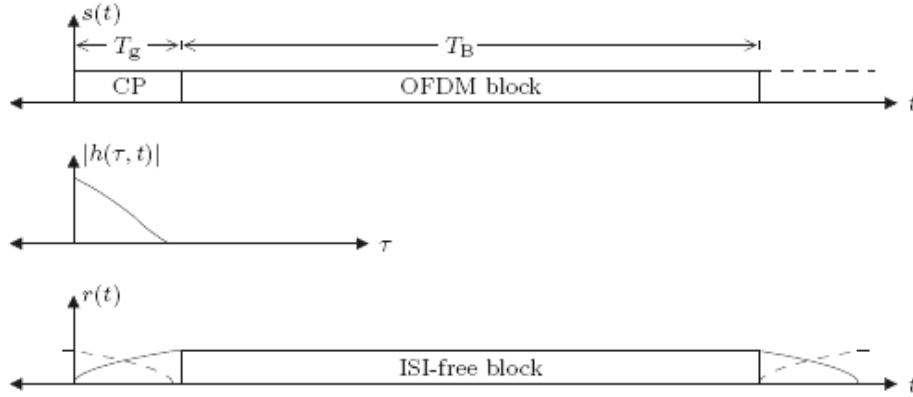 s(t)
T_g
T_B
CP
OFDM block
t
|h(τ, t)|
τ
r(t)
ISI-free block
t